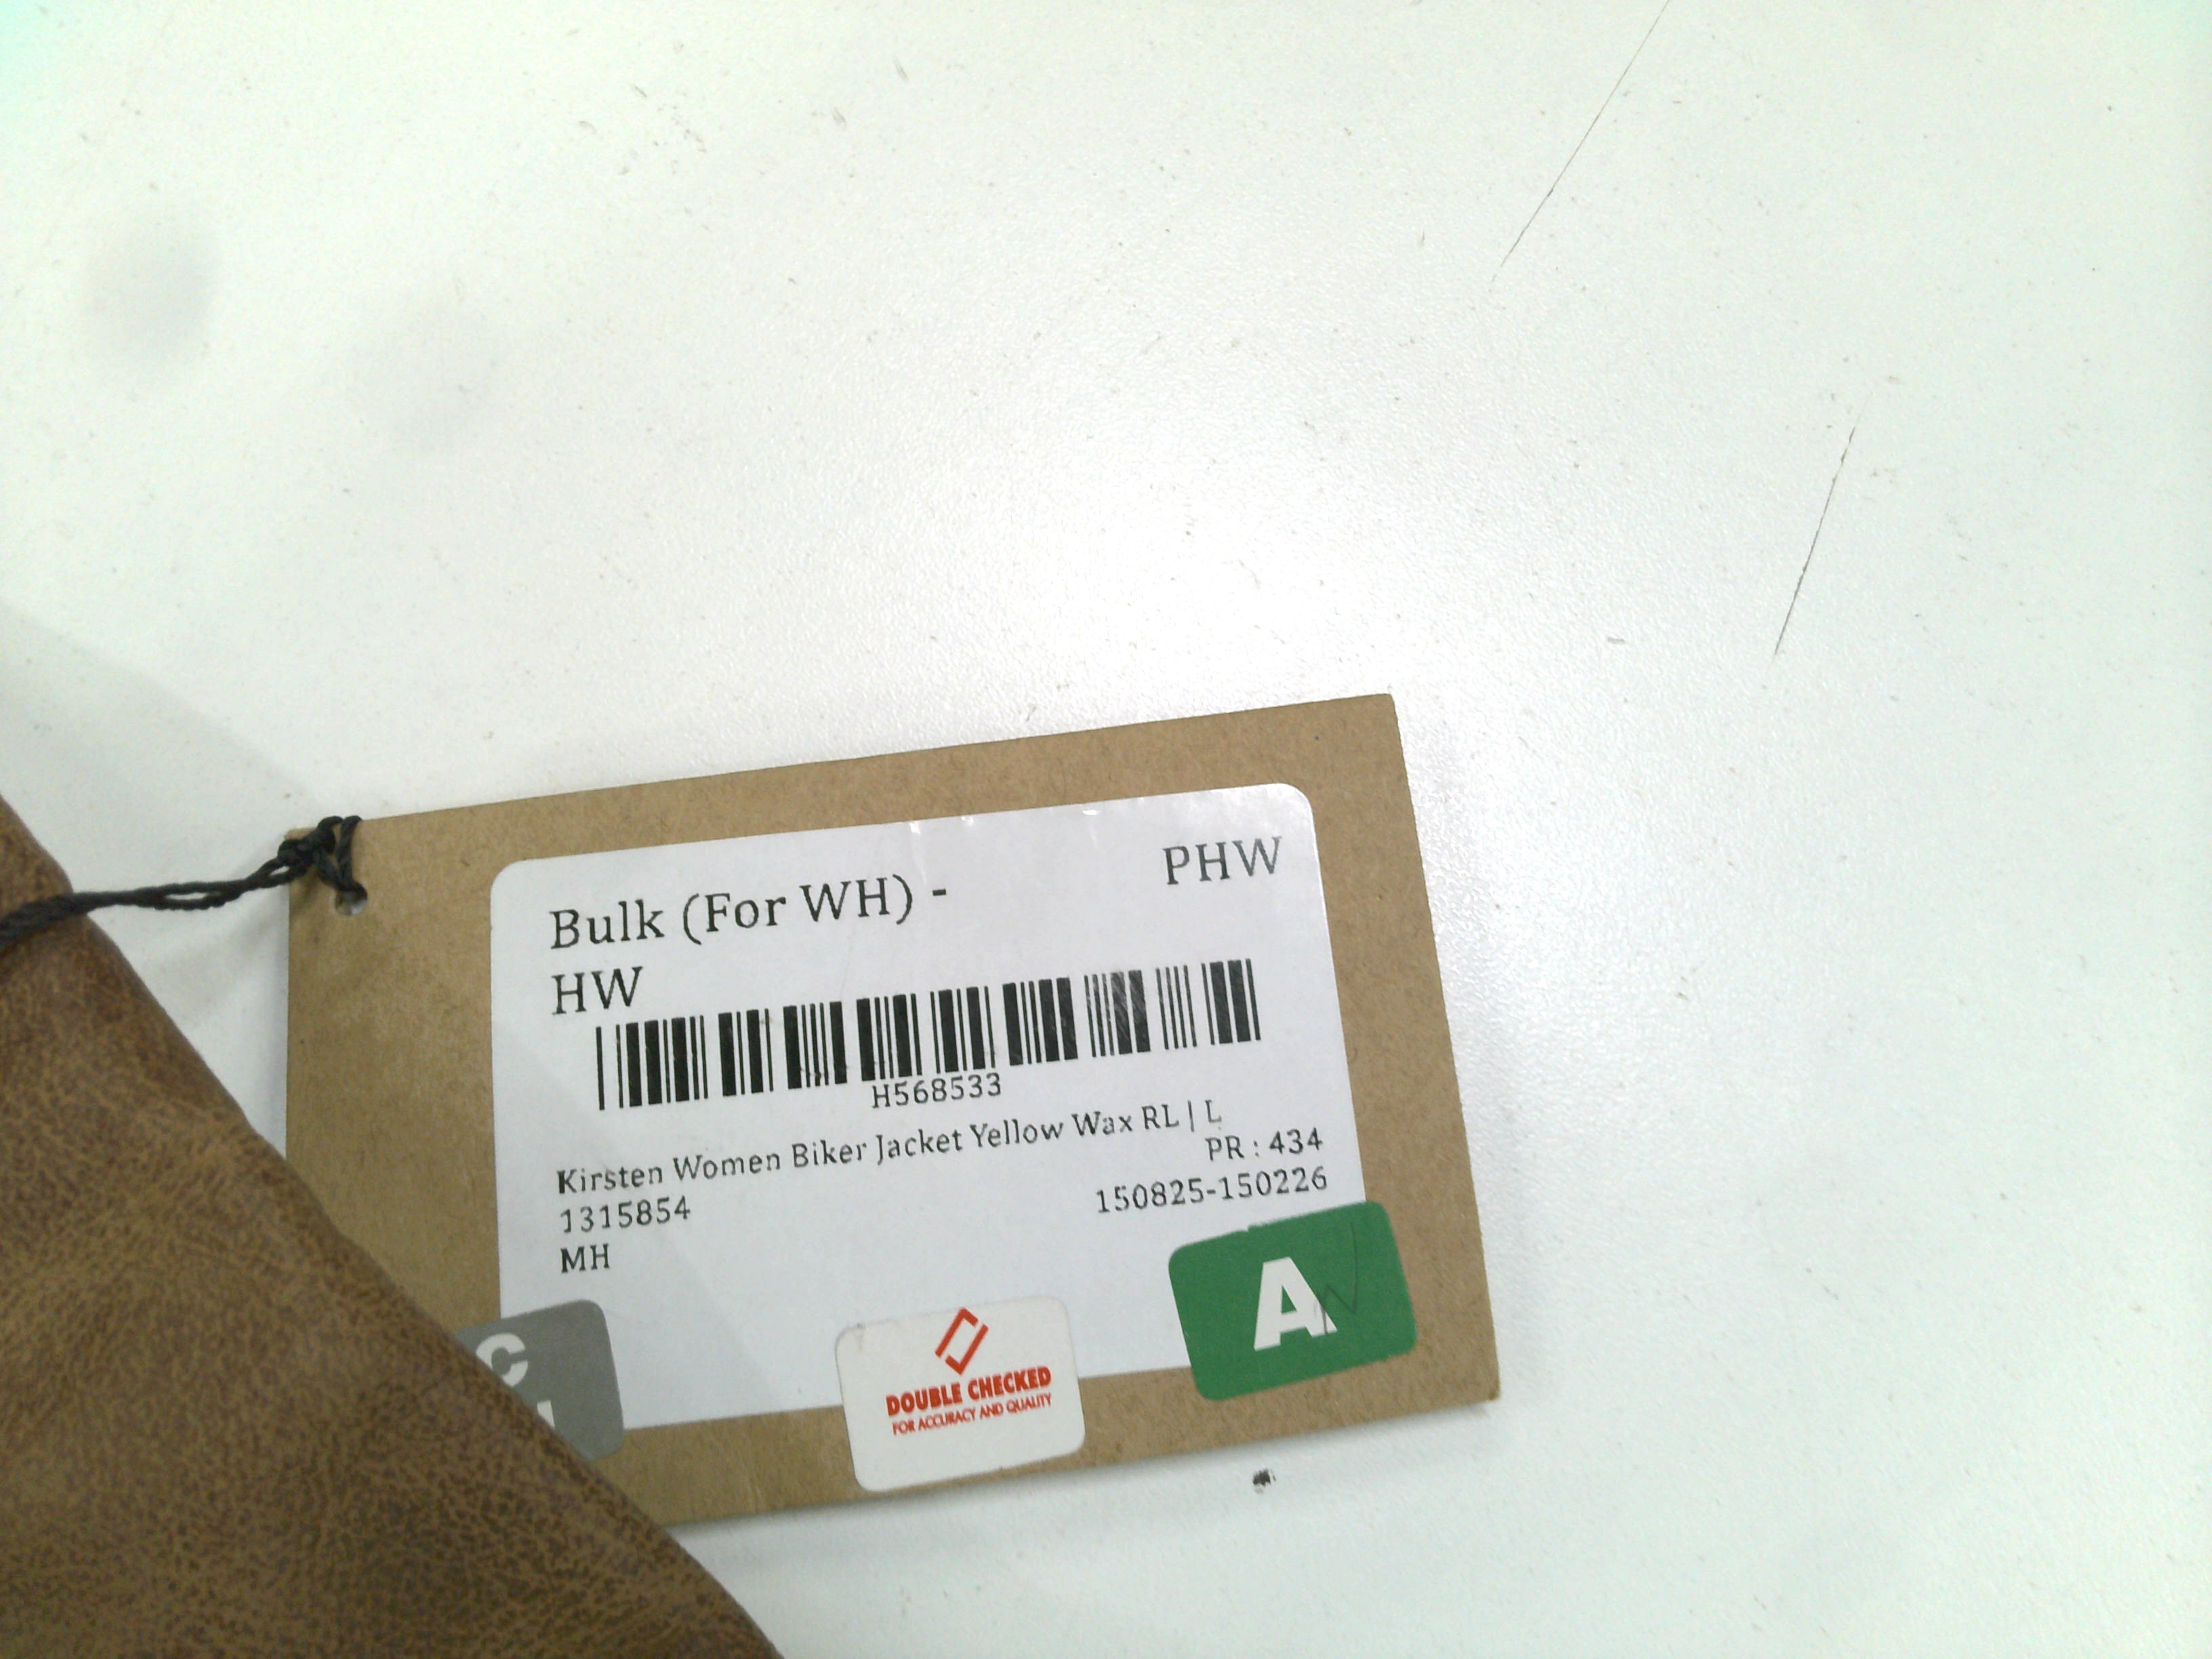 Bulk (For WH) -
PHW
HW
H568533
Kirsten Women Biker Jacket Yellow Wax RL | L
PR : 434
1315854
150825-150226
MH
C
A
DOUBLE CHECKED
FOR ACCURACY AND QUALITY